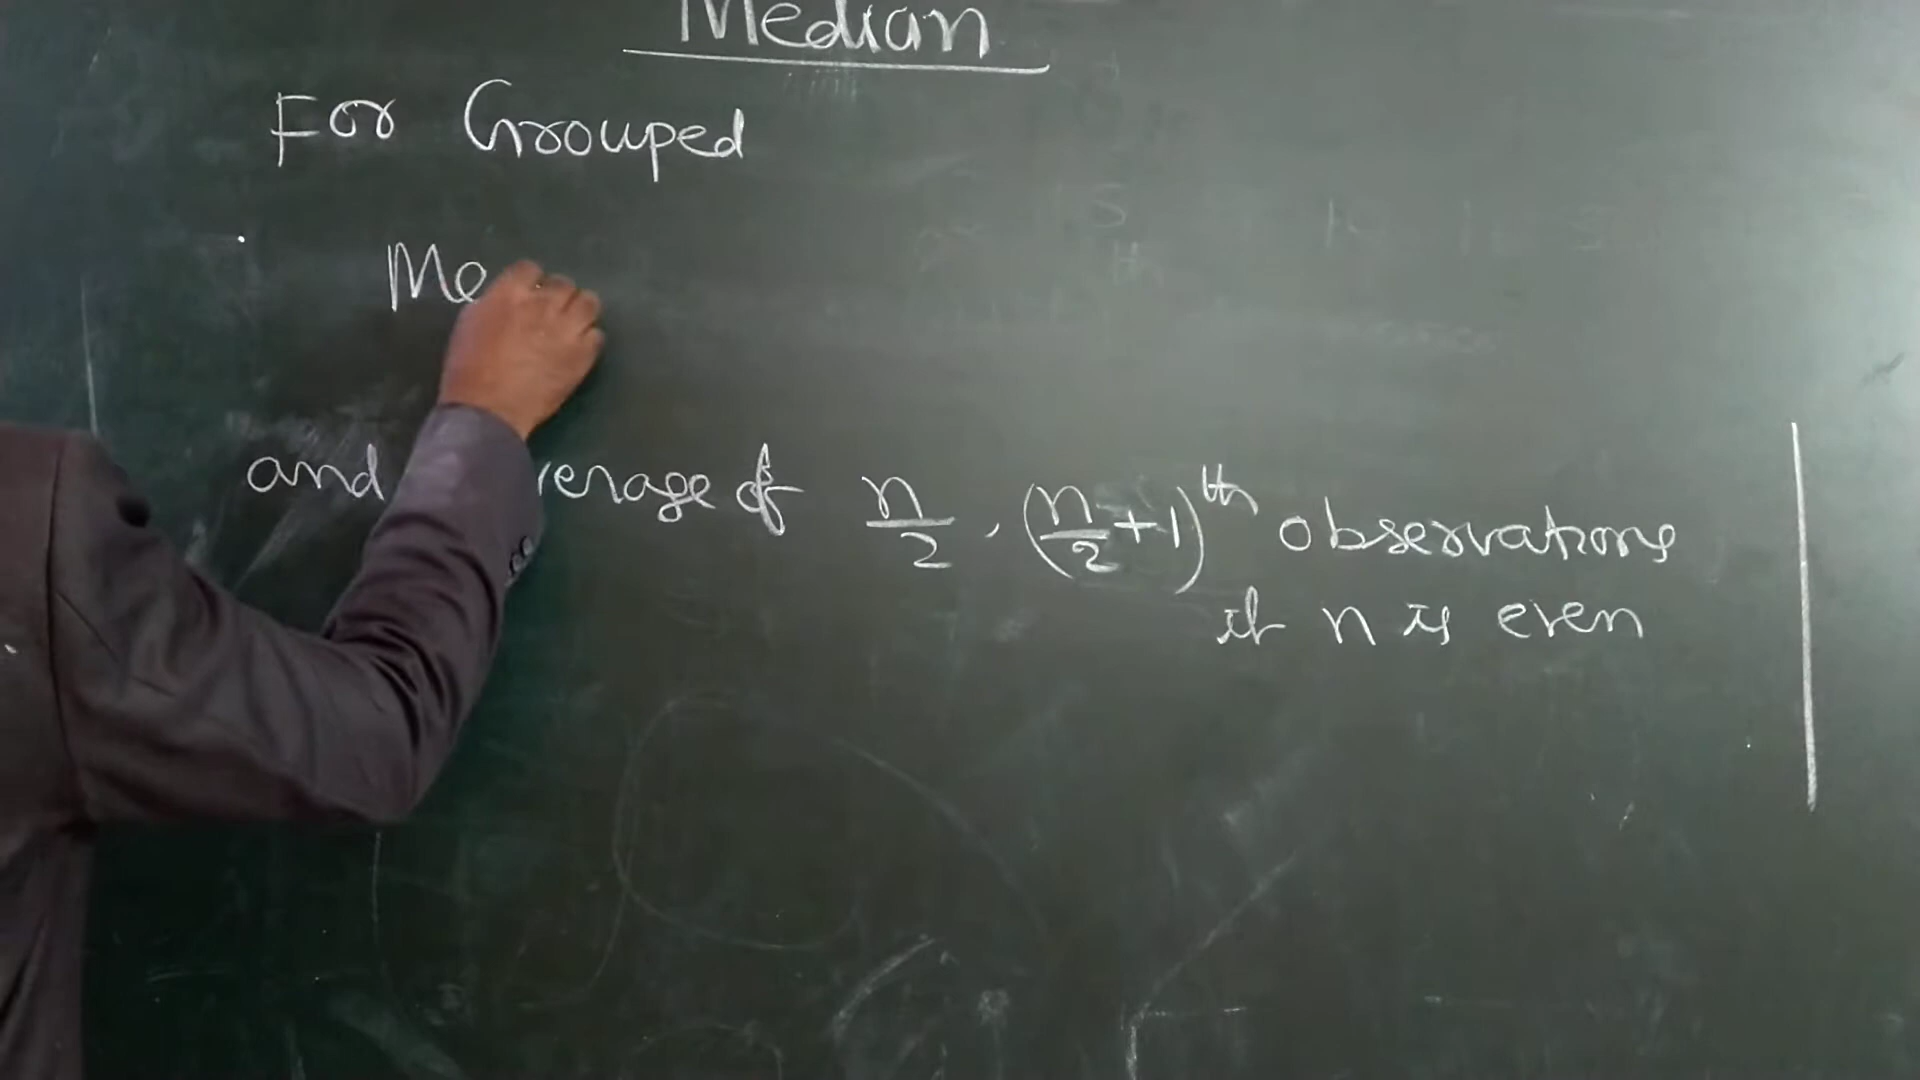 Median
For Grouped
Me
and verage of n/2, (n/2+1)th observations
if n is even